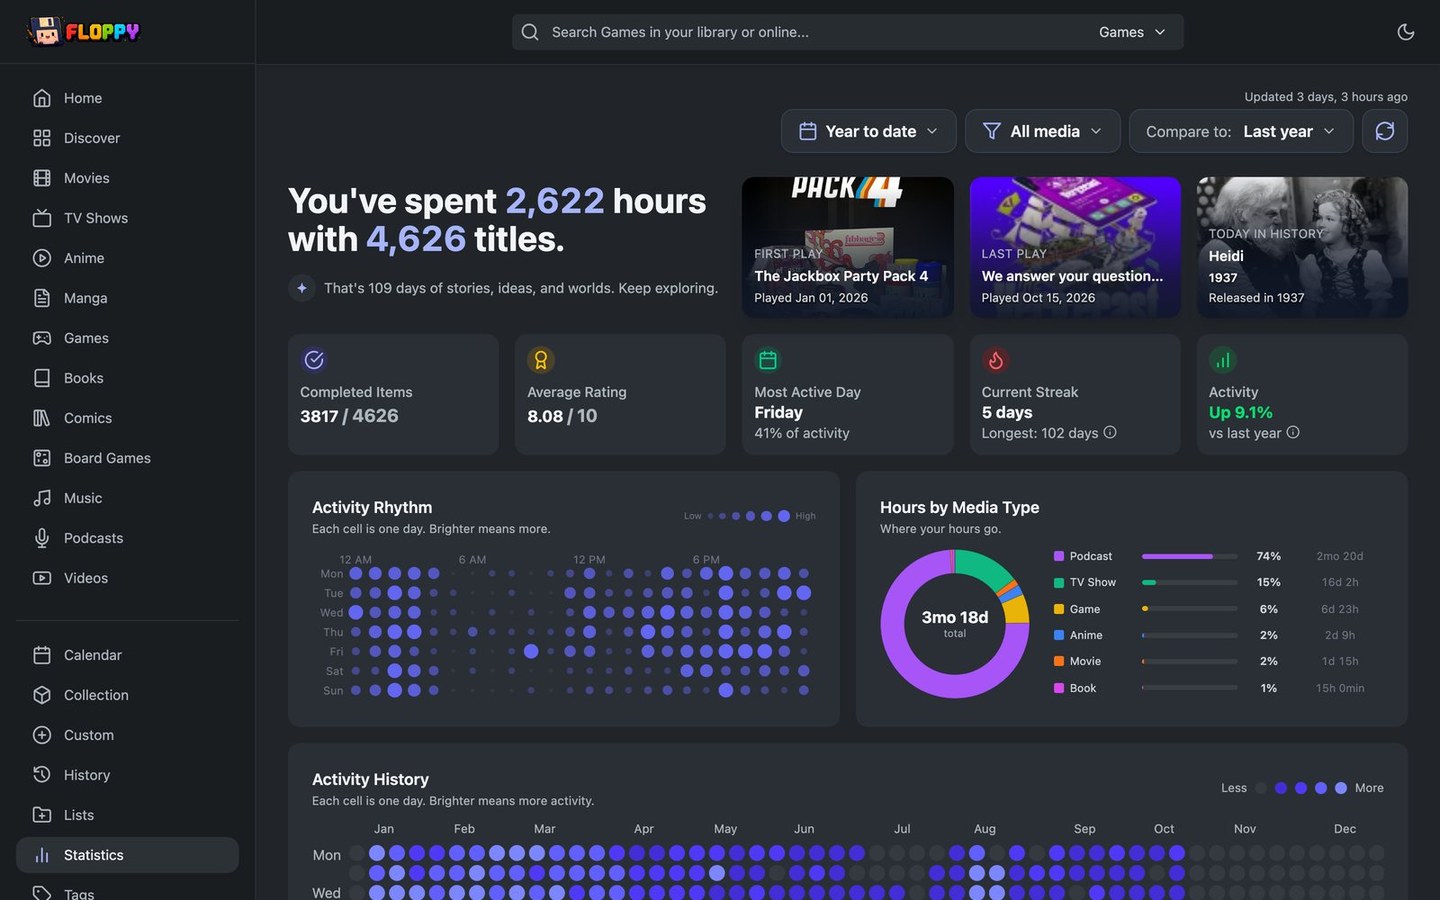 FLOPPY
Search Games in your library or online...
Games
Home
Discover
Movies
TV Shows
Anime
Manga
Games
Books
Comics
Board Games
Music
Podcasts
Videos
Calendar
Collection
Custom
History
Lists
Statistics
Tags
Updated 3 days, 3 hours ago
Year to date
All media
Compare to: Last year
You've spent 2,622 hours
with 4,626 titles.
That's 109 days of stories, ideas, and worlds. Keep exploring.
PACK 4
fibbage 3
FIRST PLAY
The Jackbox Party Pack 4
Played Jan 01, 2026
LAST PLAY
We answer your question...
Played Oct 15, 2026
TODAY IN HISTORY
Heidi
1937
Released in 1937
Completed Items
3817 / 4626
Average Rating
8.08 / 10
Most Active Day
Friday
41% of activity
Current Streak
5 days
Longest: 102 days
Activity
Up 9.1%
vs last year
Activity Rhythm
Each cell is one day. Brighter means more.
Low
High
12 AM 6 AM 12 PM 6 PM
Mon
Tue
Wed
Thu
Fri
Sat
Sun
Hours by Media Type
Where your hours go.
3mo 18d
total
Podcast 74% 2mo 20d
TV Show 15% 16d 2h
Game 6% 6d 23h
Anime 2% 2d 9h
Movie 2% 1d 15h
Book 1% 15h 0min
Activity History
Each cell is one day. Brighter means more activity.
Less
More
Jan Feb Mar Apr May Jun Jul Aug Sep Oct Nov Dec
Mon
Wed